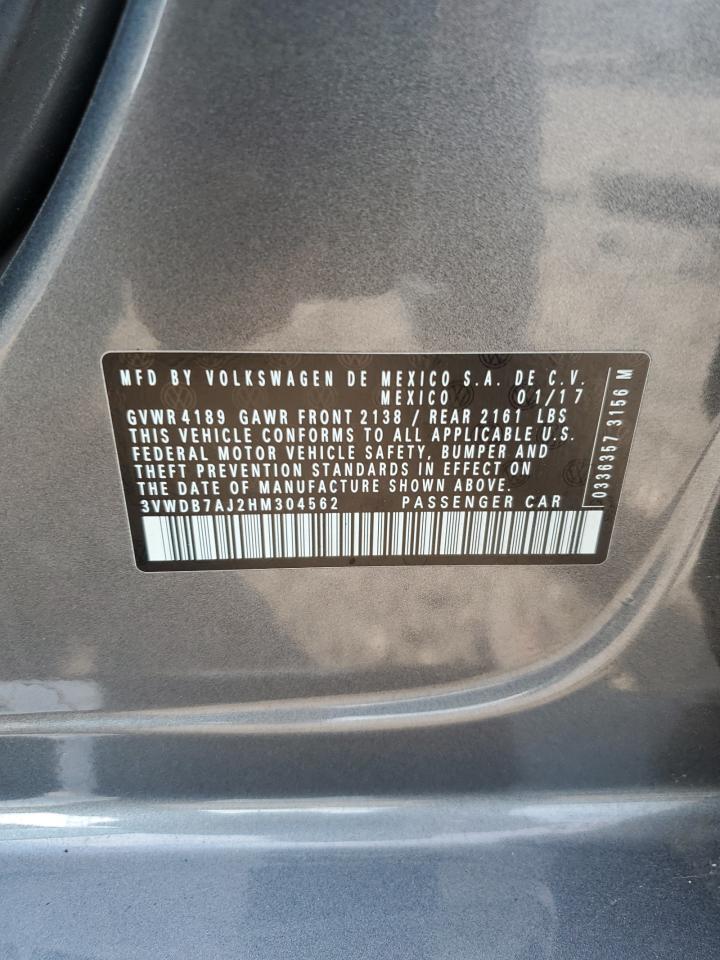 MFD BY VOLKSWAGEN DE MEXICO S.A. DE C.V.
MEXICO 01/17
GVWR 4189 GAWR FRONT 2138 / REAR 2161 LBS
THIS VEHICLE CONFORMS TO ALL APPLICABLE U.S.
FEDERAL MOTOR VEHICLE SAFETY, BUMPER AND
THEFT PREVENTION STANDARDS IN EFFECT ON
THE DATE OF MANUFACTURE SHOWN ABOVE.
3VWDB7AJ2HM304562 PASSENGER CAR
0336357 3156 M